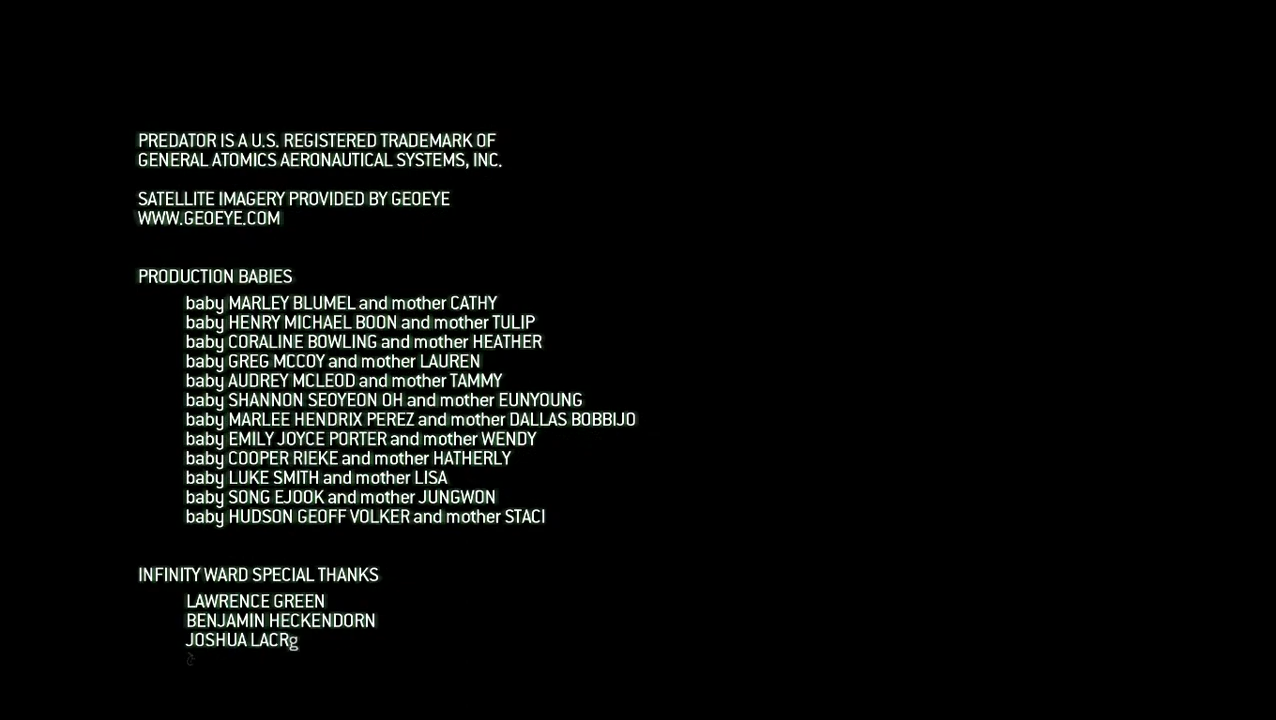 PREDATOR IS A U.S. REGISTERED TRADEMARK OF
GENERAL ATOMICS AERONAUTICAL SYSTEMS, INC.
SATELLITE IMAGERY PROVIDED BY GEOEYE
WWW.GEOEYE.COM
PRODUCTION BABIES
baby MARLEY BLUMEL and mother CATHY
baby HENRY MICHAEL BOON and mother TULIP
baby CORALINE BOWLING and mother HEATHER
baby GREG MCCOY and mother LAUREN
baby AUDREY MCLEOD and mother TAMMY
baby SHANNON SEOYEON OH and mother EUNYOUNG
baby MARLEE HENDRIX PEREZ and mother DALLAS BOBBIJO
baby EMILY JOYCE PORTER and mother WENDY
baby COOPER RIEKE and mother HATHERLY
baby LUKE SMITH and mother LISA
baby SONG EJOOK and mother JUNGWON
baby HUDSON GEOFF VOLKER and mother STACI
INFINITY WARD SPECIAL THANKS
LAWRENCE GREEN
BENJAMIN HECKENDORN
JOSHUA LACRg